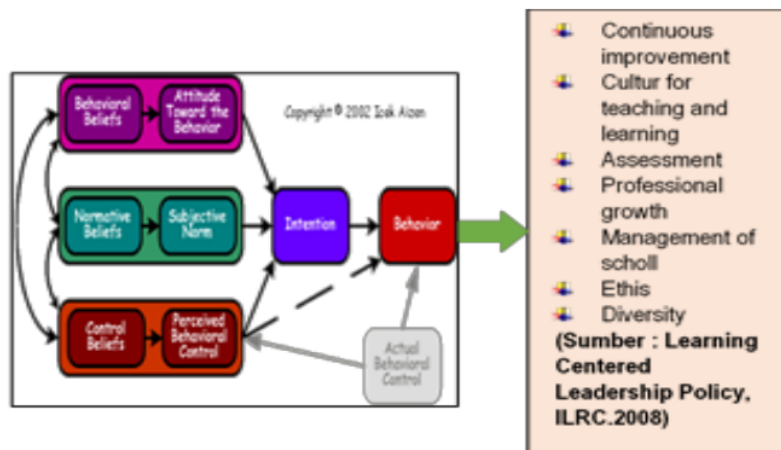 Behavioral
Beliefs
Attitude
Toward the
Behavior
Copyright © 2002 Icek Aizen
Normative
Beliefs
Subjective
Norm
Intention
Behavior
Control
Beliefs
Perceived
Behavioral
Control
Actual
Behavioral
Control
Continuous
improvement
Cultur for
teaching and
learning
Assessment
Professional
growth
Management of
scholl
Ethis
Diversity
(Sumber : Learning
Centered
Leadership Policy,
ILRC.2008)